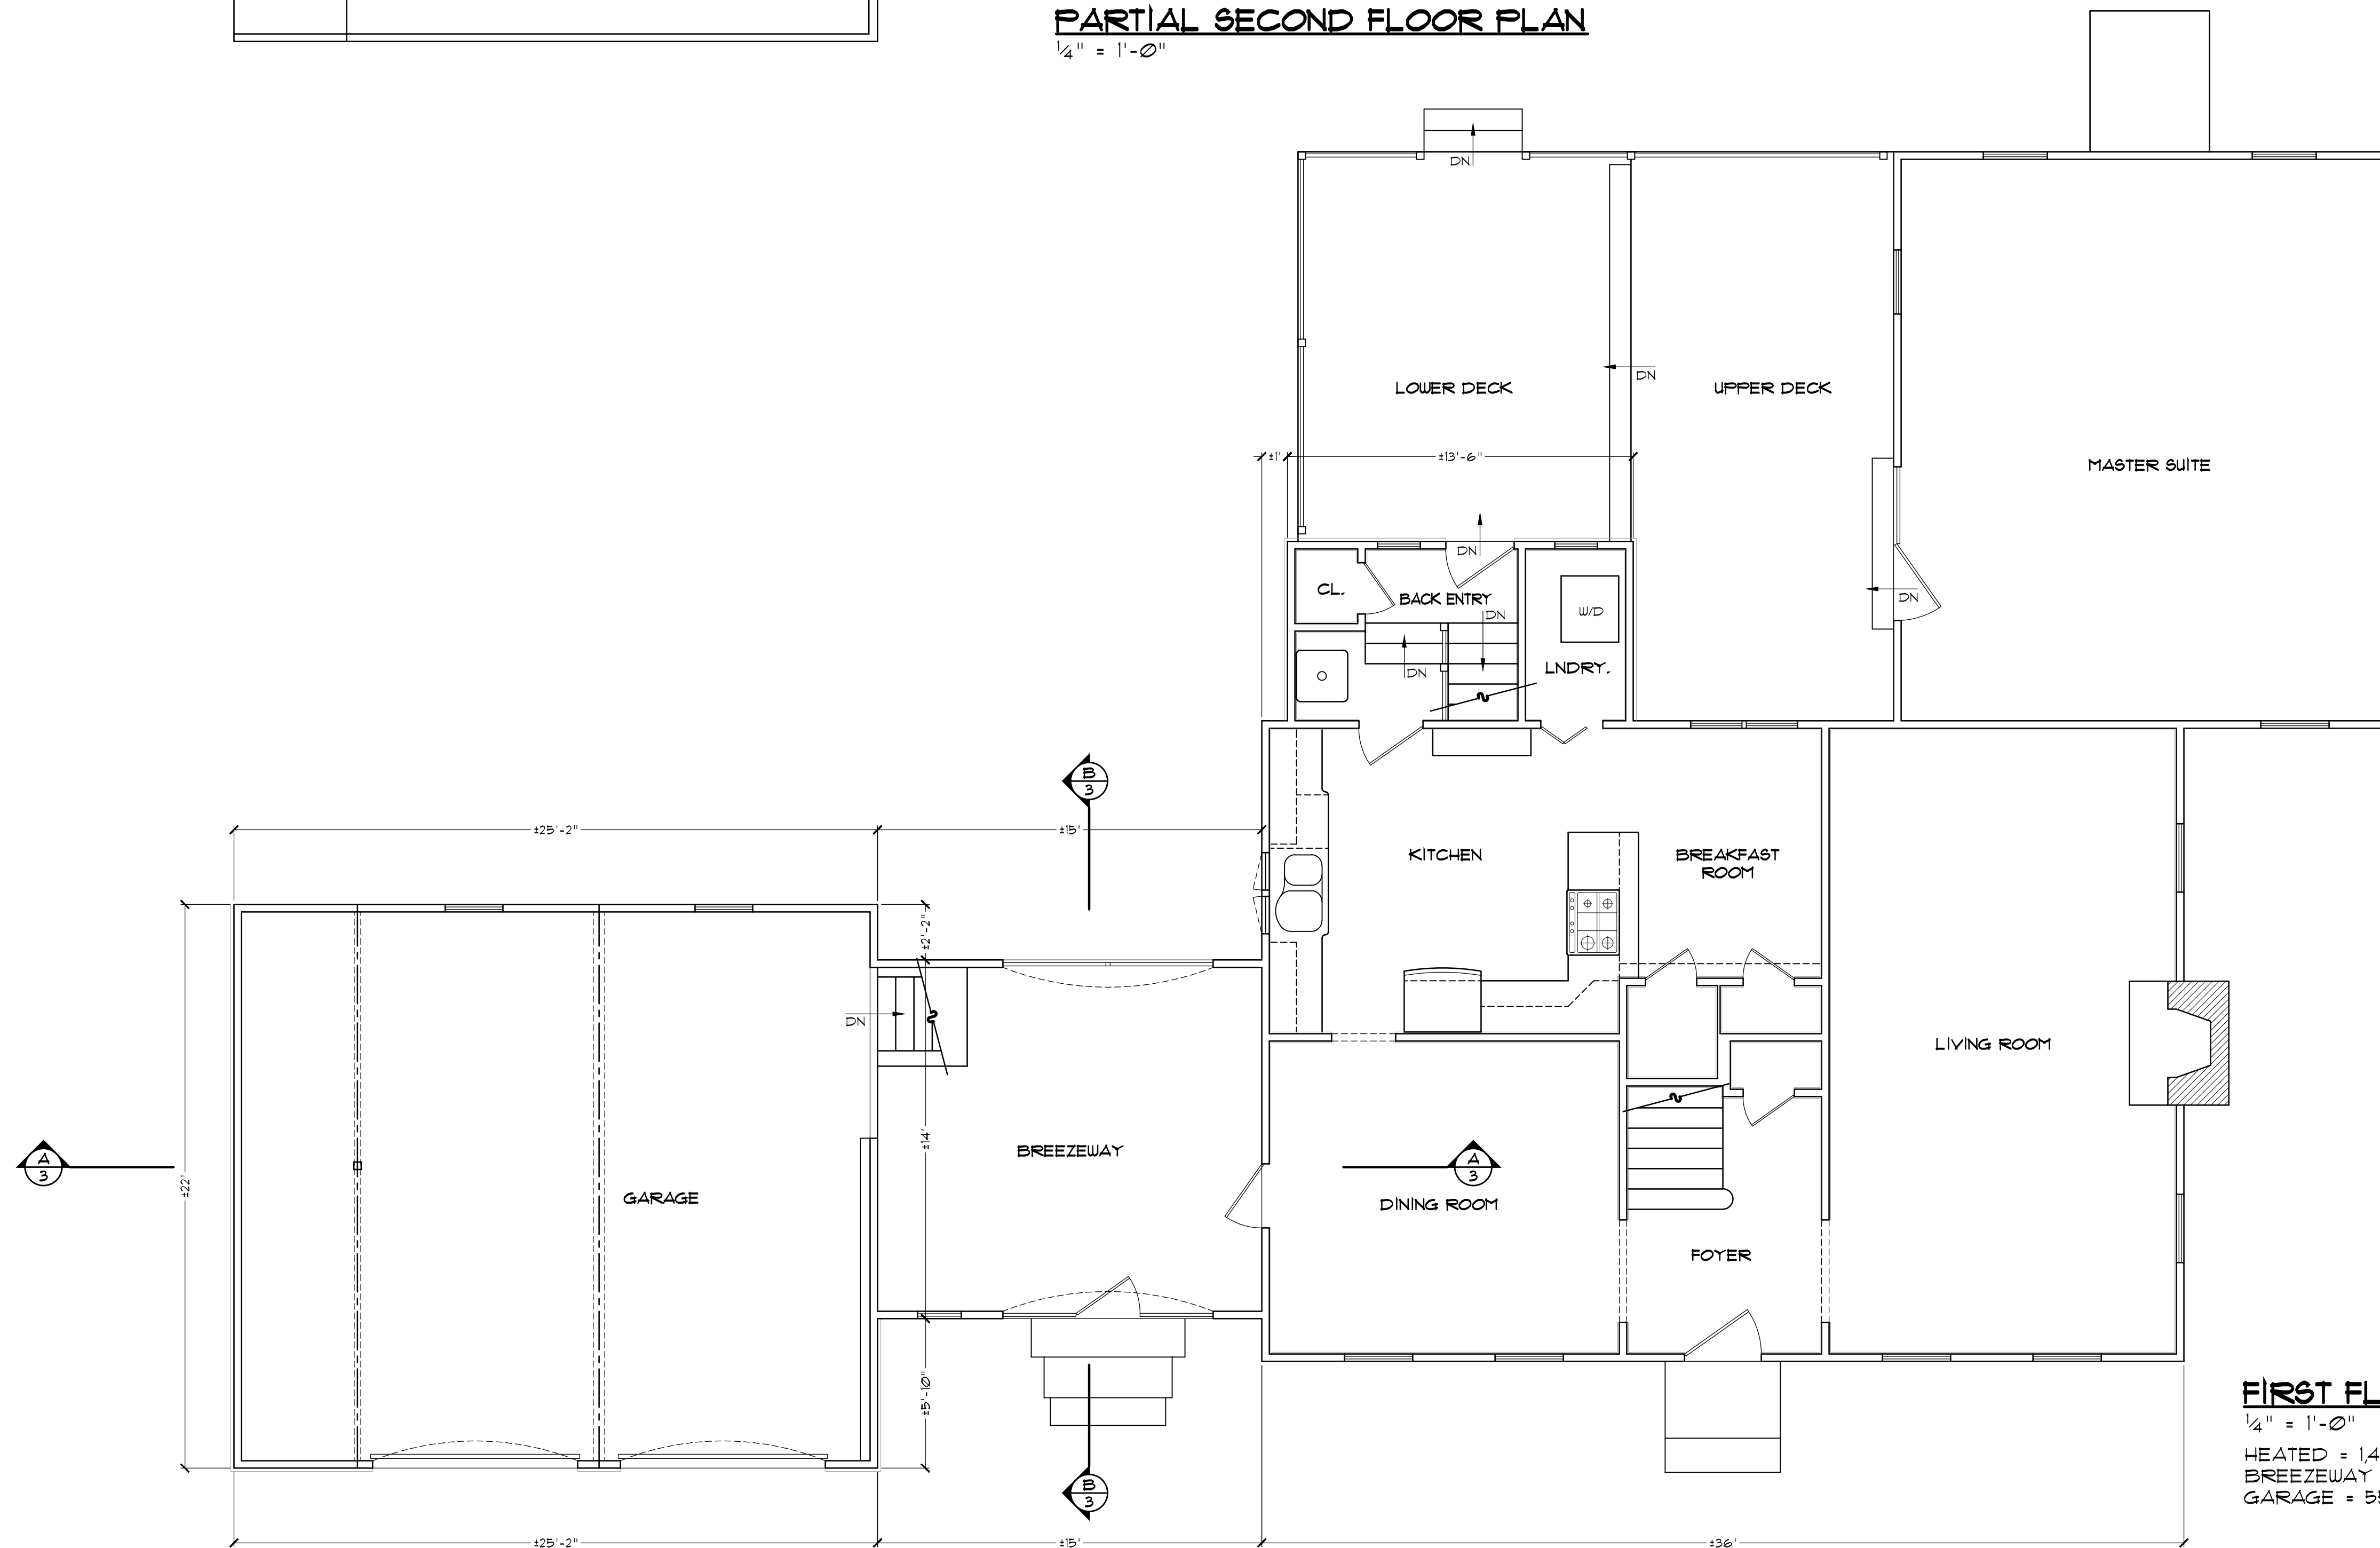 PARTIAL SECOND FLOOR PLAN
1/4" = 1'-0"
DN
LOWER DECK
DN
UPPER DECK
±1'
±13'-6"
MASTER SUITE
DN
CL.
BACK ENTRY
DN
W/D
DN
LNDRY.
DN
B
3
±25'-2"
±15'
KITCHEN
BREAKFAST
ROOM
±2'-2"
DN
LIVING ROOM
A
3
±22'
±14'
BREEZEWAY
A
3
GARAGE
DINING ROOM
FOYER
±5'-10"
FIRST FL
1/4" = 1'-0"
HEATED = 1,4
BREEZEWAY
GARAGE = 55
B
3
±25'-2"
±15'
±36'